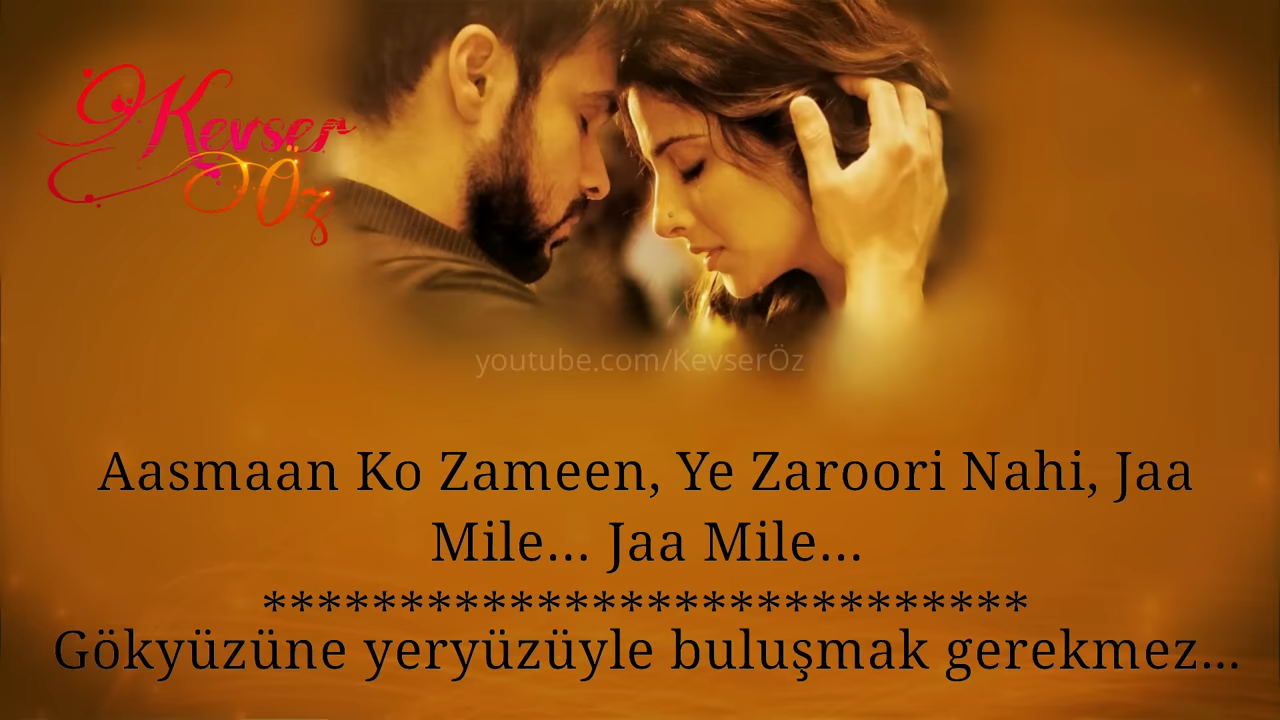 Kevser
Öz
youtube.com/KevserÖz
Aasmaan Ko Zameen, Ye Zaroori Nahi, Jaa
Mile... Jaa Mile...
****************************
Gökyüzüne yeryüzüyle buluşmak gerekmez...